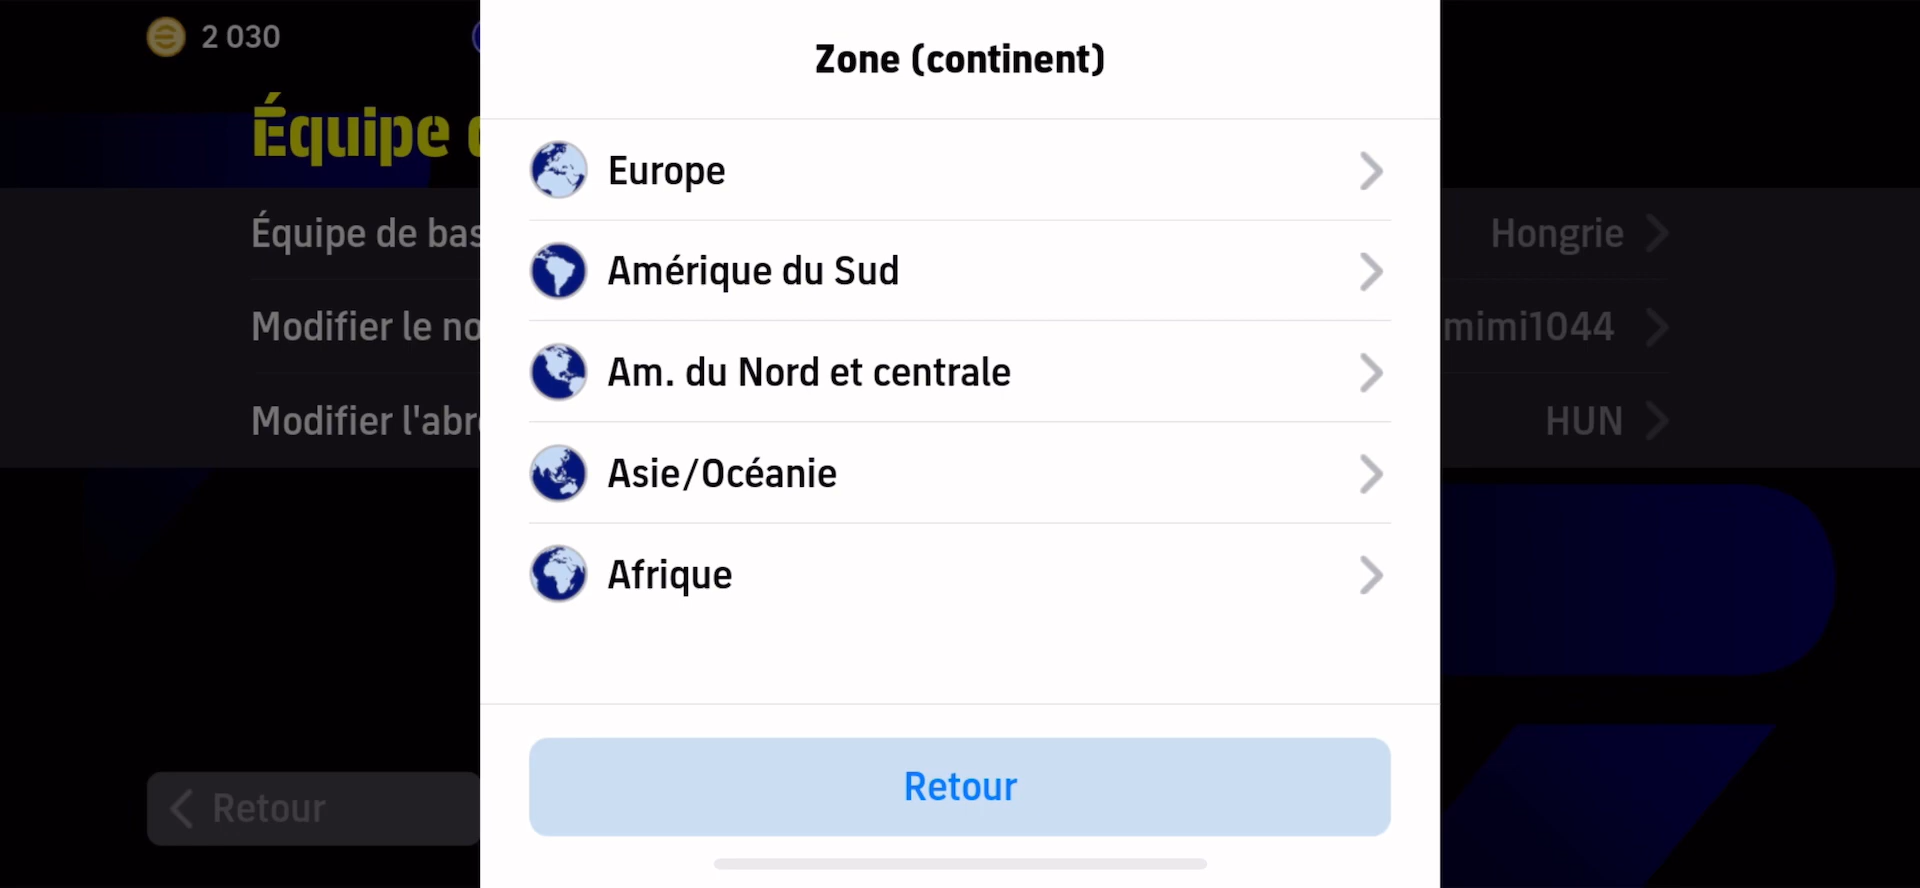 2 030
Zone (continent)
Équipe
Europe
Équipe de bas
Hongrie
Amérique du Sud
Modifier le no
mimi1044
Am. du Nord et centrale
Modifier l'abr
HUN
Asie/Océanie
Afrique
Retour
Retour